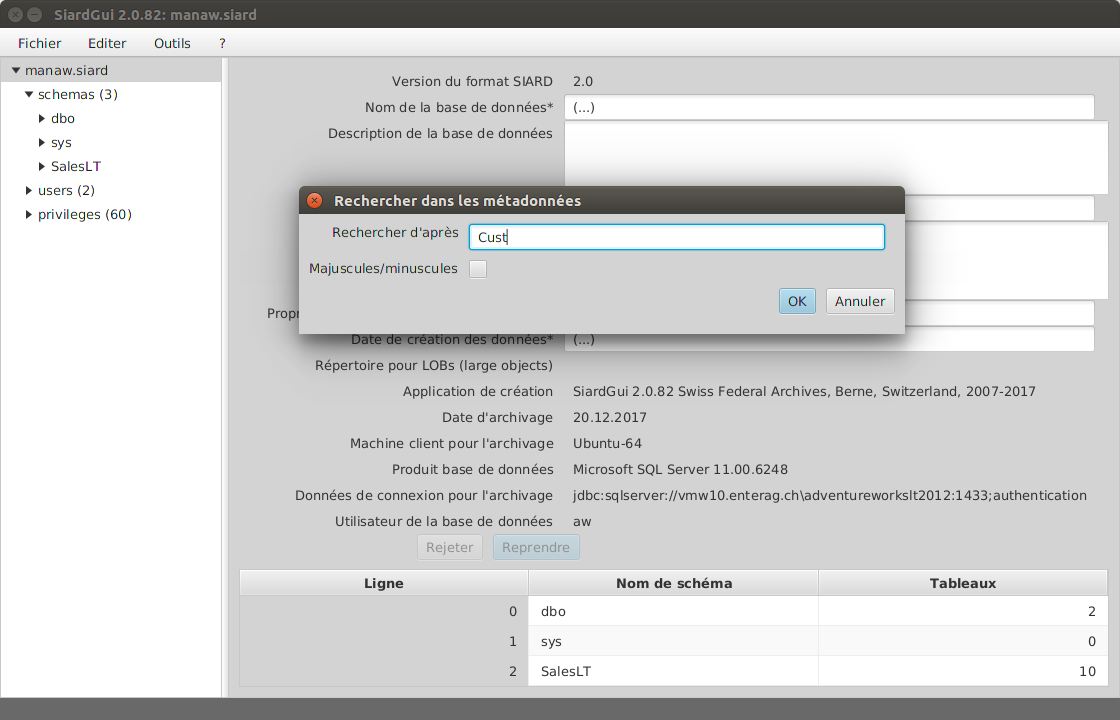 SiardGui 2.0.82: manaw.siard
Fichier Editer Outils ?
manaw.siard
schemas (3)
dbo
sys
SalesLT
users (2)
privileges (60)
Version du format SIARD 2.0
Nom de la base de données* (...)
Description de la base de données
Rechercher dans les métadonnées
Rechercher d'après Cust
Majuscules/minuscules
OK Annuler
Propr
Date de création des données* (...)
Répertoire pour LOBs (large objects)
Application de création SiardGui 2.0.82 Swiss Federal Archives, Berne, Switzerland, 2007-2017
Date d'archivage 20.12.2017
Machine client pour l'archivage Ubuntu-64
Produit base de données Microsoft SQL Server 11.00.6248
Données de connexion pour l'archivage jdbc:sqlserver://vmw10.enterag.ch\adventureworkslt2012:1433;authentication
Utilisateur de la base de données aw
Rejeter Reprendre
Ligne Nom de schéma Tableaux
0 dbo 2
1 sys 0
2 SalesLT 10